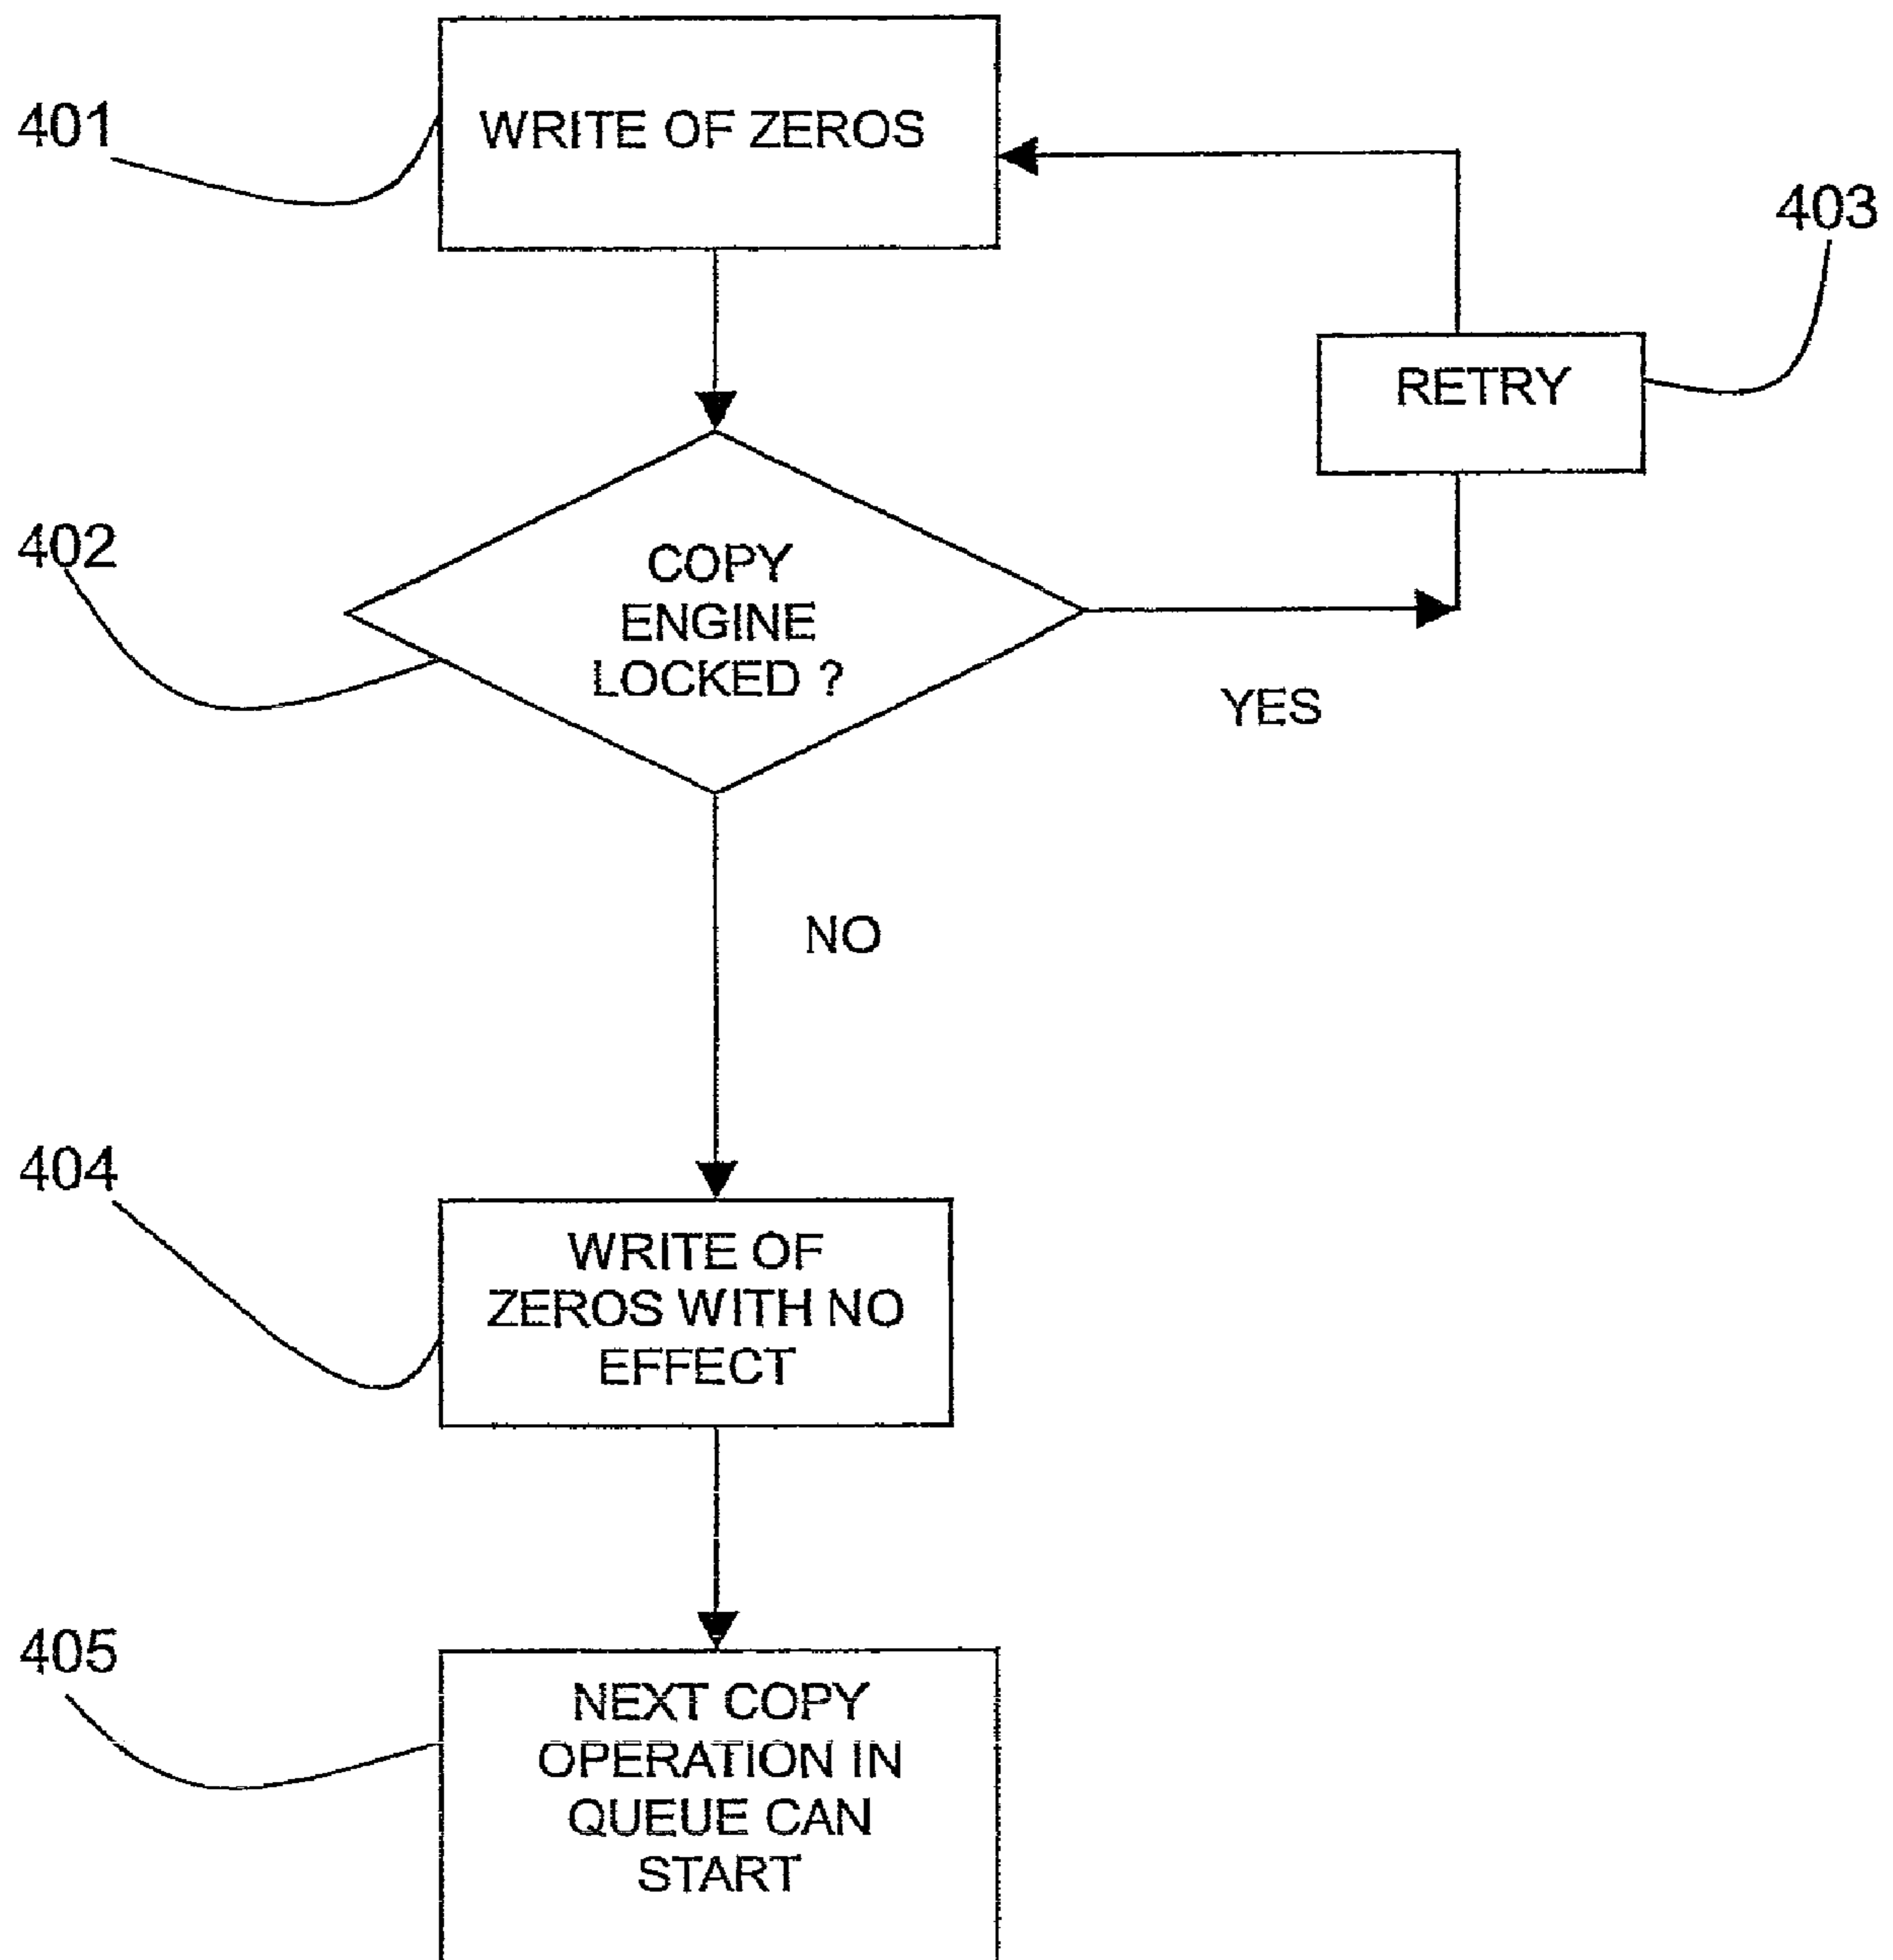 401
WRITE OF ZEROS
403
RETRY
402
COPY
ENGINE
LOCKED ?
YES
NO
404
WRITE OF
ZEROS WITH NO
EFFECT
405
NEXT COPY
OPERATION IN
QUEUE CAN
START